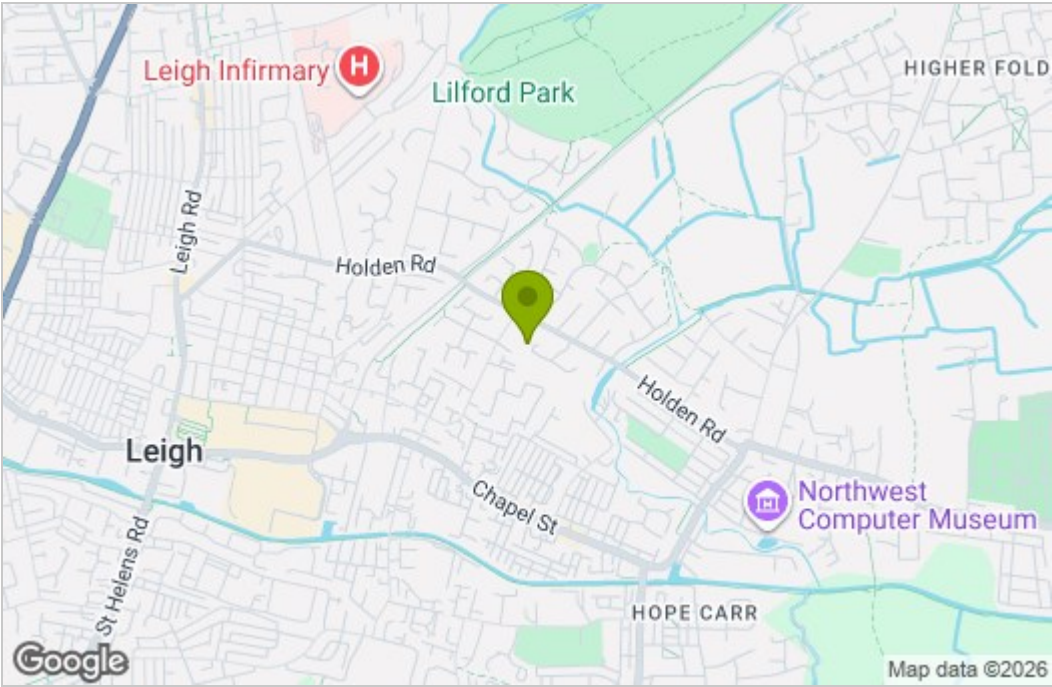 Leigh Infirmary
H
Lilford Park
HIGHER FOLD
Leigh Rd
Holden Rd
Holden Rd
Leigh
Chapel St
Northwest
Computer Museum
St Helens Rd
HOPE CARR
Google
Map data ©2026